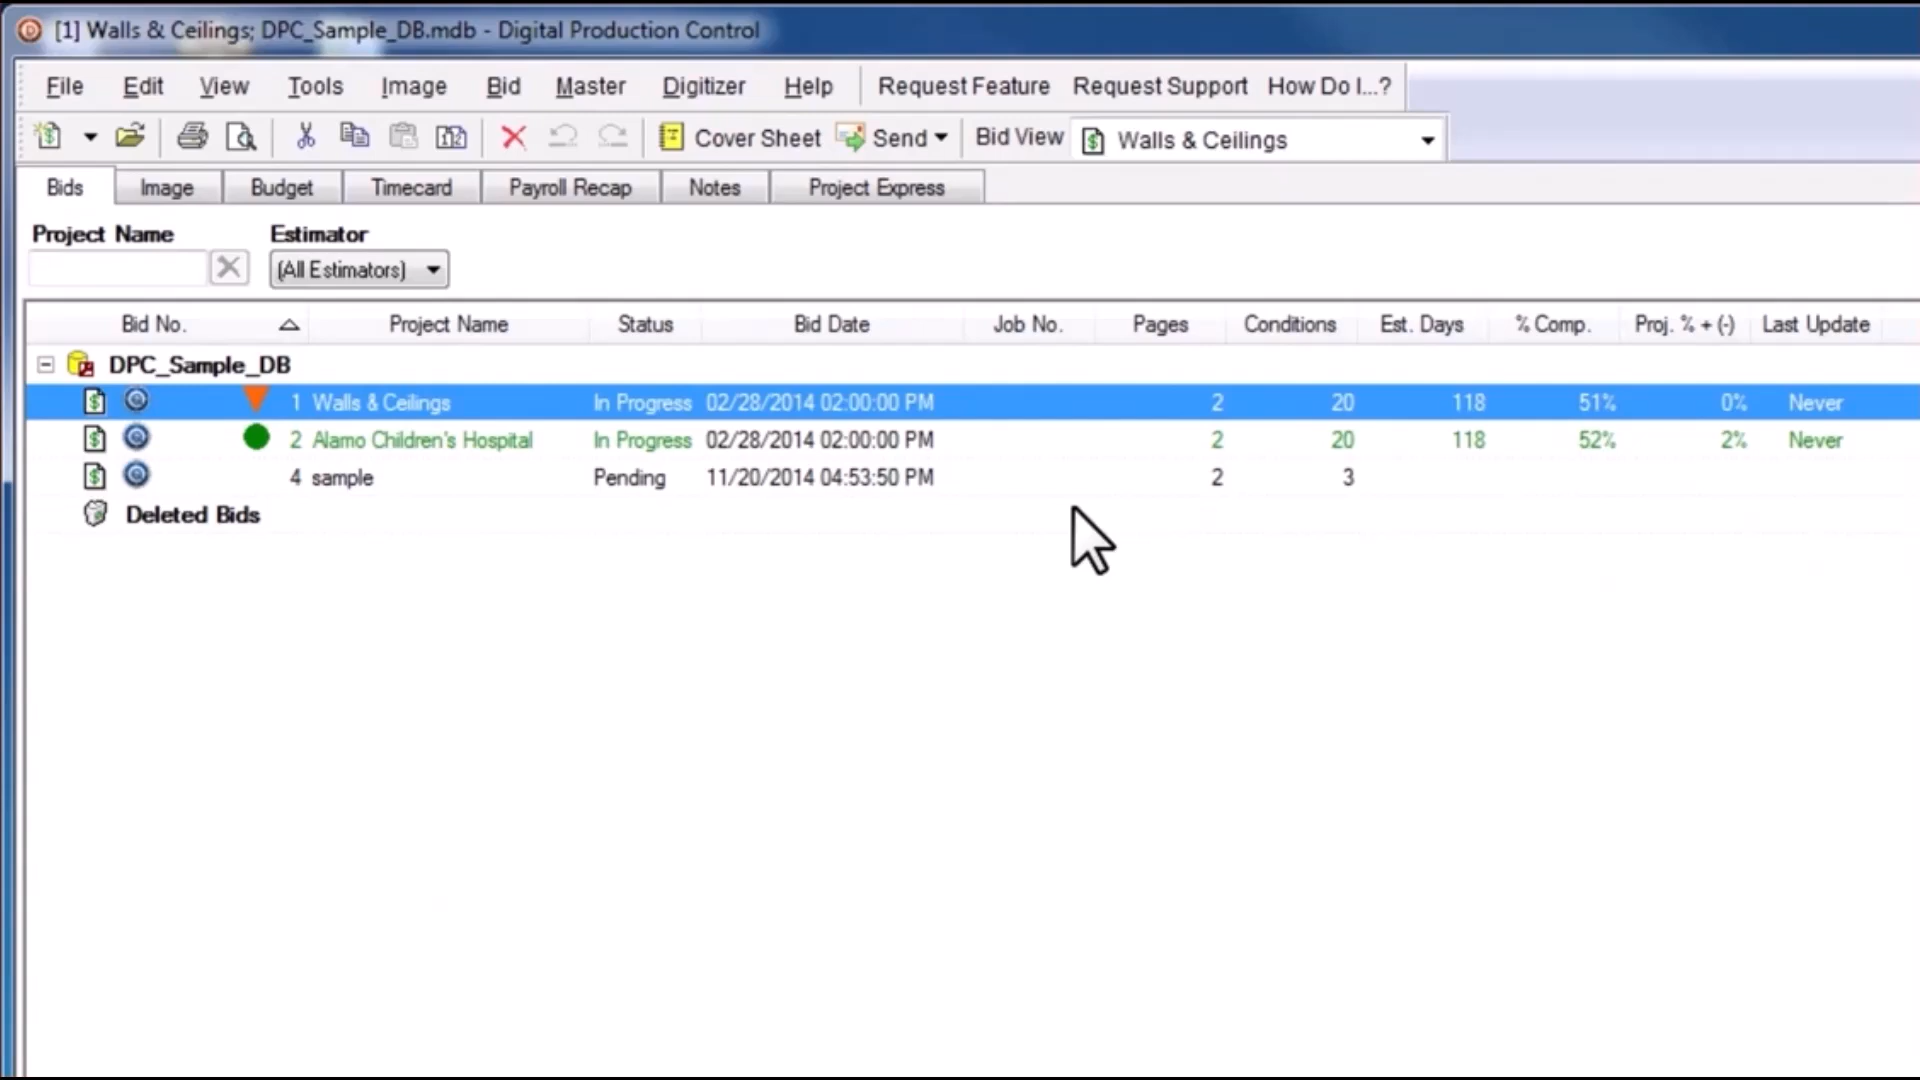 [1] Walls & Ceilings; DPC_Sample_DB.mdb - Digital Production Control
File Edit View Tools Image Bid Master Digitizer Help Request Feature Request Support How Do I...?
Cover Sheet Send Bid View Walls & Ceilings
Bids Image Budget Timecard Payroll Recap Notes Project Express
Project Name Estimator
(All Estimators)
Bid No. Project Name Status Bid Date Job No. Pages Conditions Est. Days % Comp. Proj. % + (-) Last Update
DPC_Sample_DB
1 Walls & Ceilings In Progress 02/28/2014 02:00:00 PM 2 20 118 51% 0% Never
2 Alamo Children's Hospital In Progress 02/28/2014 02:00:00 PM 2 20 118 52% 2% Never
4 sample Pending 11/20/2014 04:53:50 PM 2 3
Deleted Bids